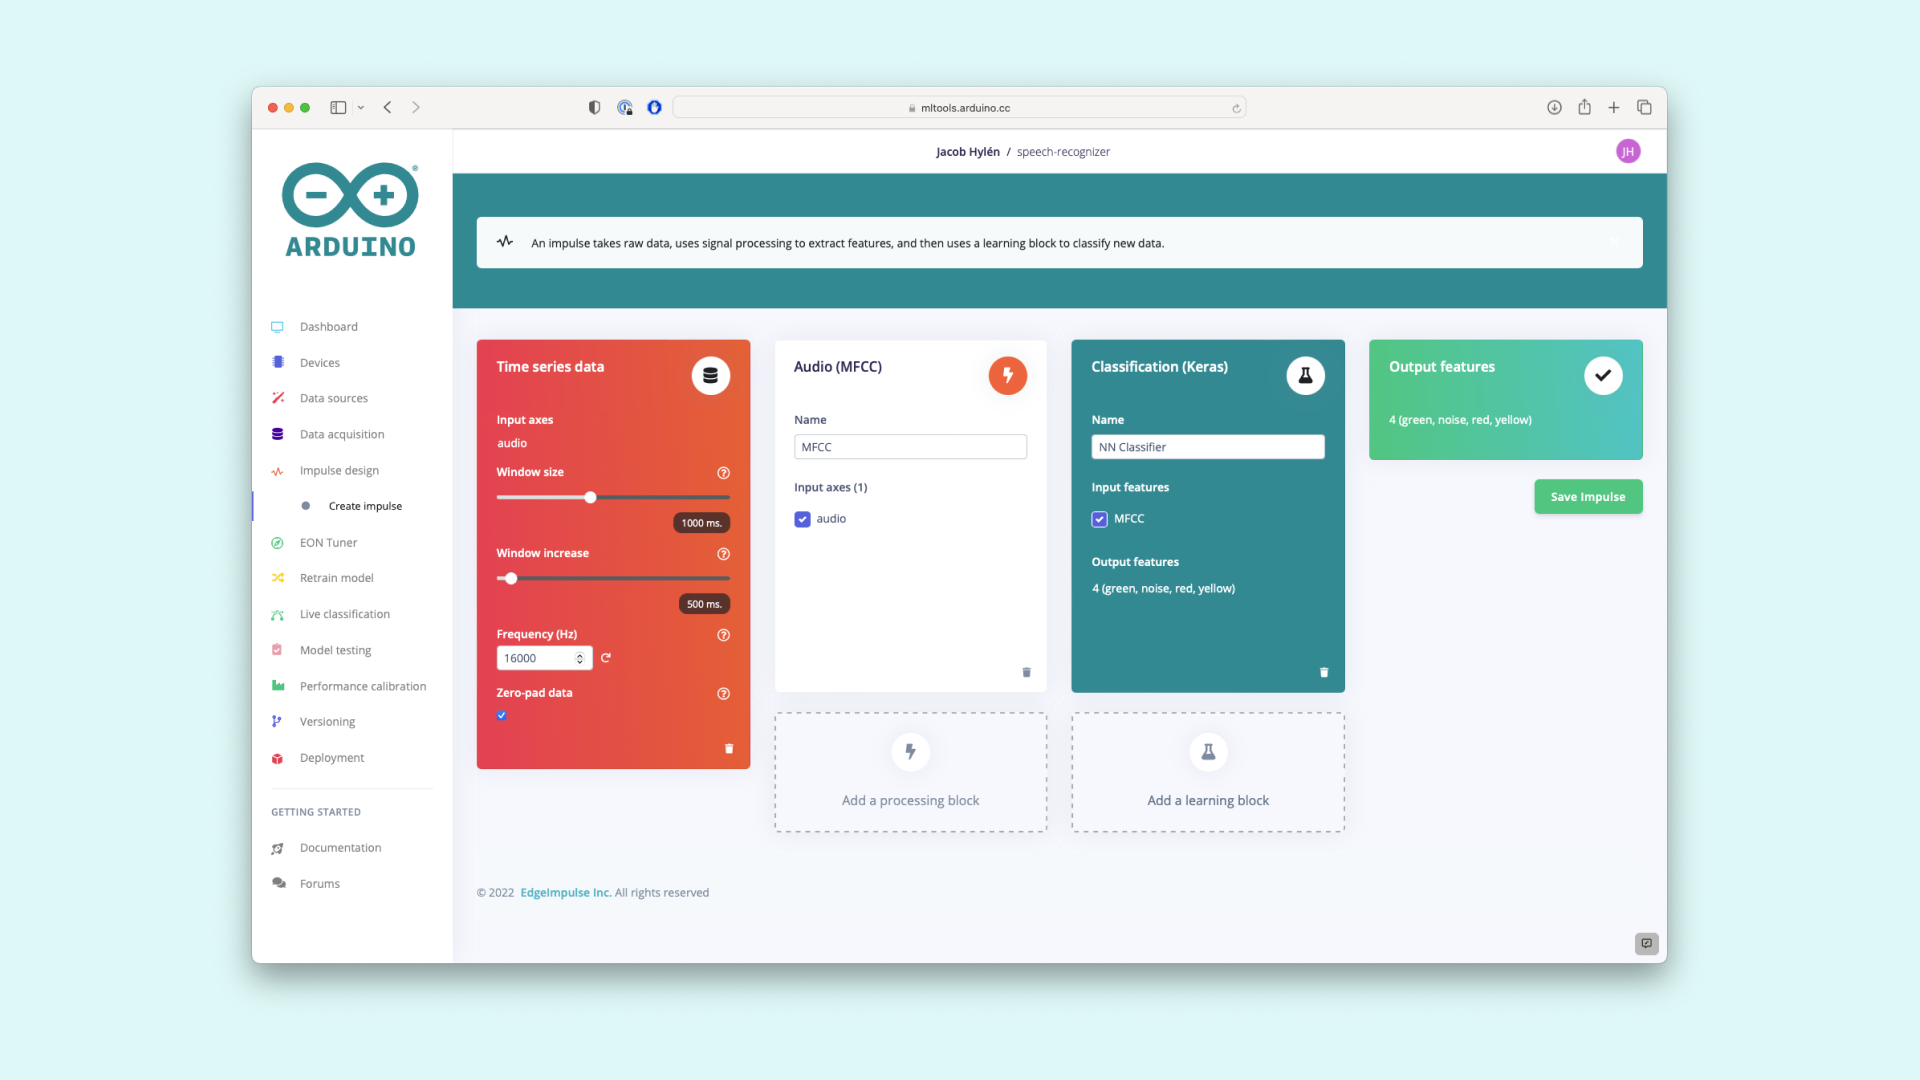 mltools.arduino.cc
Jacob Hylén / speech-recognizer
JH
ARDUINO
An impulse takes raw data, uses signal processing to extract features, and then uses a learning block to classify new data.
Dashboard
Devices
Data sources
Data acquisition
Impulse design
Create impulse
EON Tuner
Retrain model
Live classification
Model testing
Performance calibration
Versioning
Deployment
GETTING STARTED
Documentation
Forums
Time series data
Input axes
audio
Window size
1000 ms.
Window increase
500 ms.
Frequency (Hz)
16000
Zero-pad data
Audio (MFCC)
Name
MFCC
Input axes (1)
audio
Add a processing block
Classification (Keras)
Name
NN Classifier
Input features
MFCC
Output features
4 (green, noise, red, yellow)
Add a learning block
Output features
4 (green, noise, red, yellow)
Save Impulse
© 2022 EdgeImpulse Inc. All rights reserved